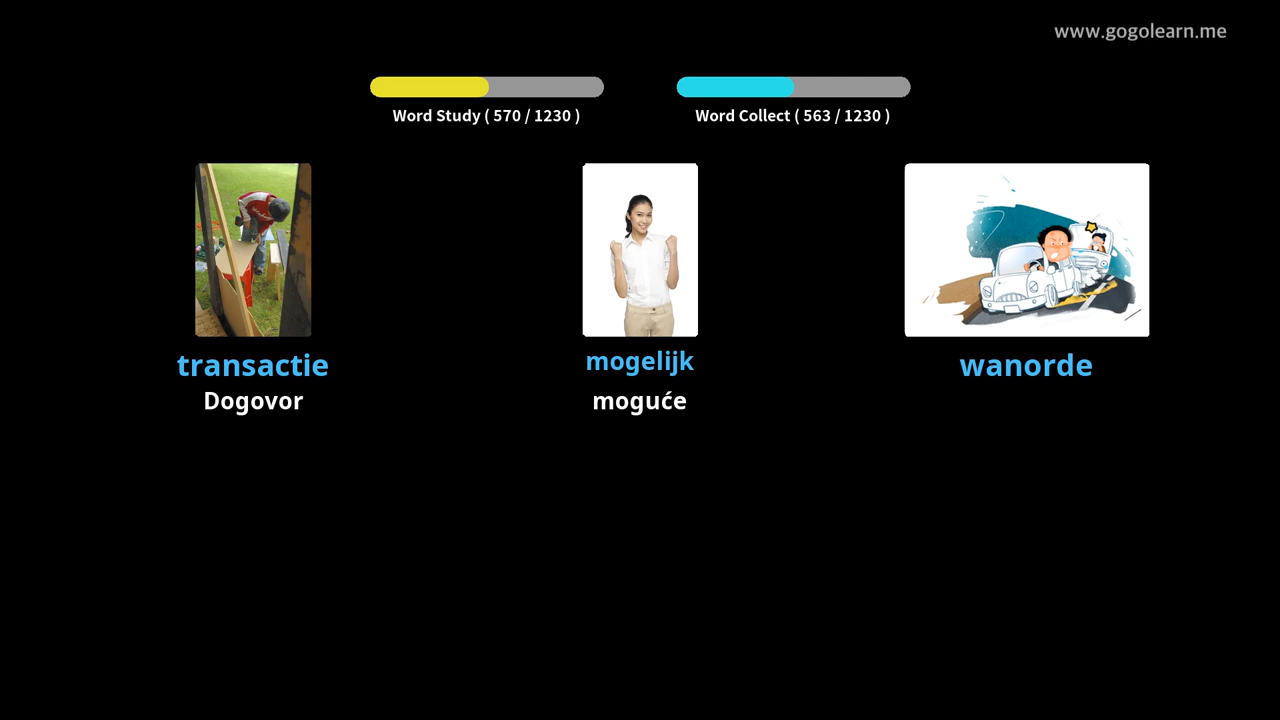 www.gogolearn.me
Word Study ( 570 / 1230 )
Word Collect ( 563 / 1230 )
transactie
Dogovor
mogelijk
moguće
wanorde